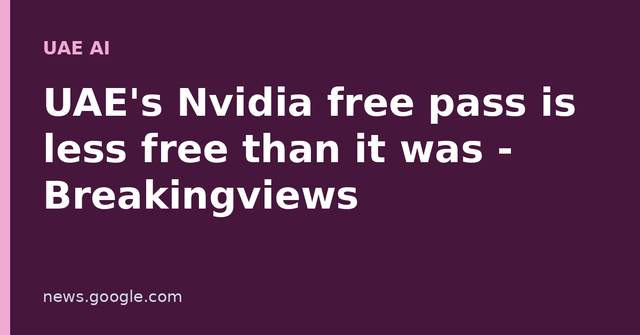 UAE AI
UAE's Nvidia free pass is
less free than it was -
Breakingviews
news.google.com